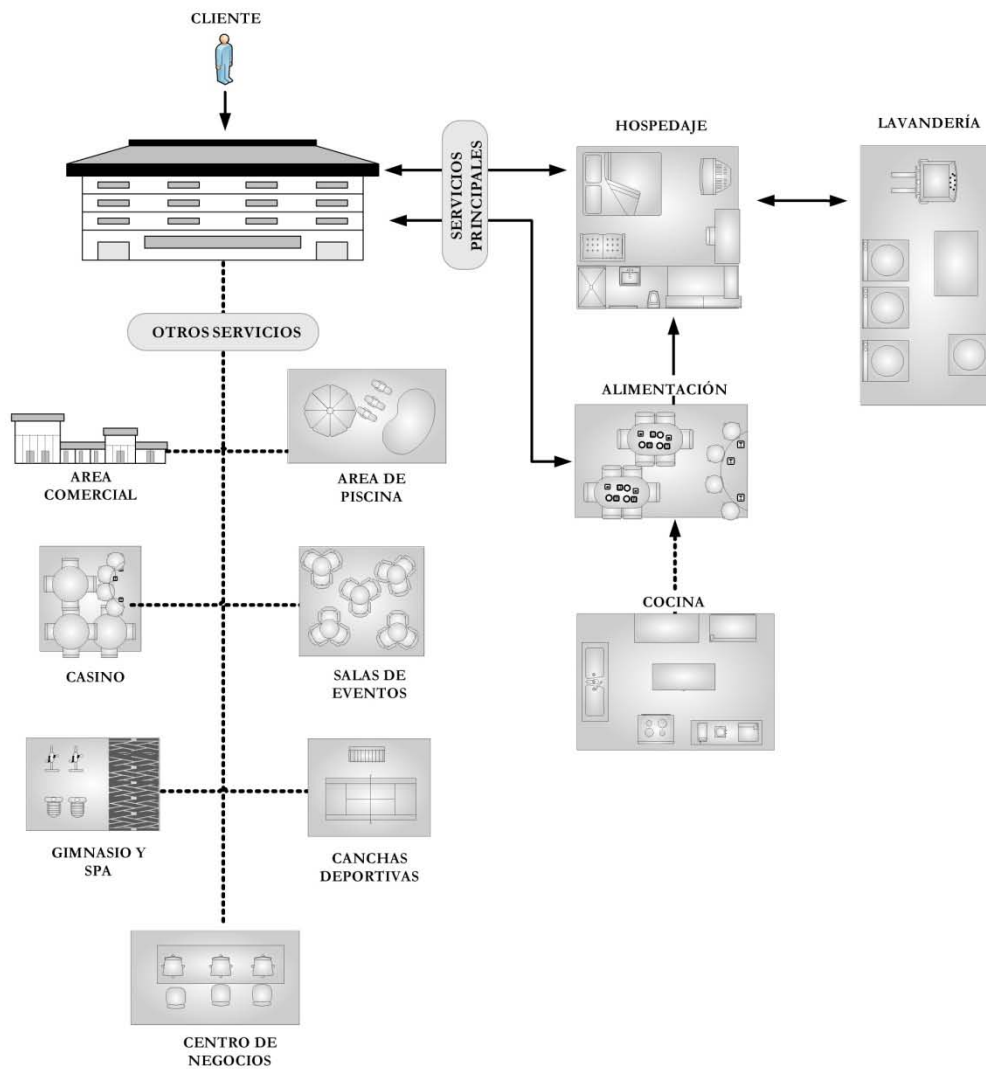 CLIENTE
SERVICIOS
PRINCIPALES
HOSPEDAJE
LAVANDERÍA
OTROS SERVICIOS
ALIMENTACIÓN
AREA
COMERCIAL
AREA DE
PISCINA
COCINA
CASINO
SALAS DE
EVENTOS
GIMNASIO Y
SPA
CANCHAS
DEPORTIVAS
CENTRO DE
NEGOCIOS